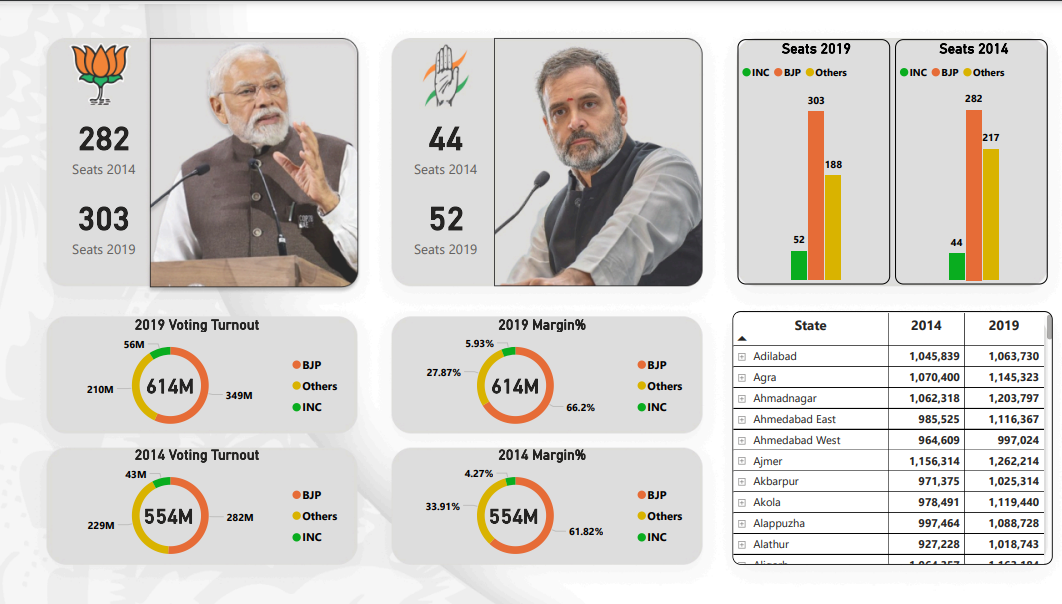 282
Seats 2014
303
Seats 2019
44
Seats 2014
52
Seats 2019
Seats 2019
INC BJP Others
303
188
52
Seats 2014
INC BJP Others
282
217
44
2019 Voting Turnout
56M
210M
614M
349M
BJP
Others
INC
2019 Margin%
5.93%
27.87%
614M
66.2%
BJP
Others
INC
2014 Voting Turnout
43M
229M
554M
282M
BJP
Others
INC
2014 Margin%
4.27%
33.91%
554M
61.82%
BJP
Others
INC
State 2014 2019
Adilabad 1,045,839 1,063,730
Agra 1,070,400 1,145,323
Ahmadnagar 1,062,318 1,203,797
Ahmedabad East 985,525 1,116,367
Ahmedabad West 964,609 997,024
Ajmer 1,156,314 1,262,214
Akbarpur 971,375 1,025,314
Akola 978,491 1,119,440
Alappuzha 997,464 1,088,728
Alathur 927,228 1,018,743